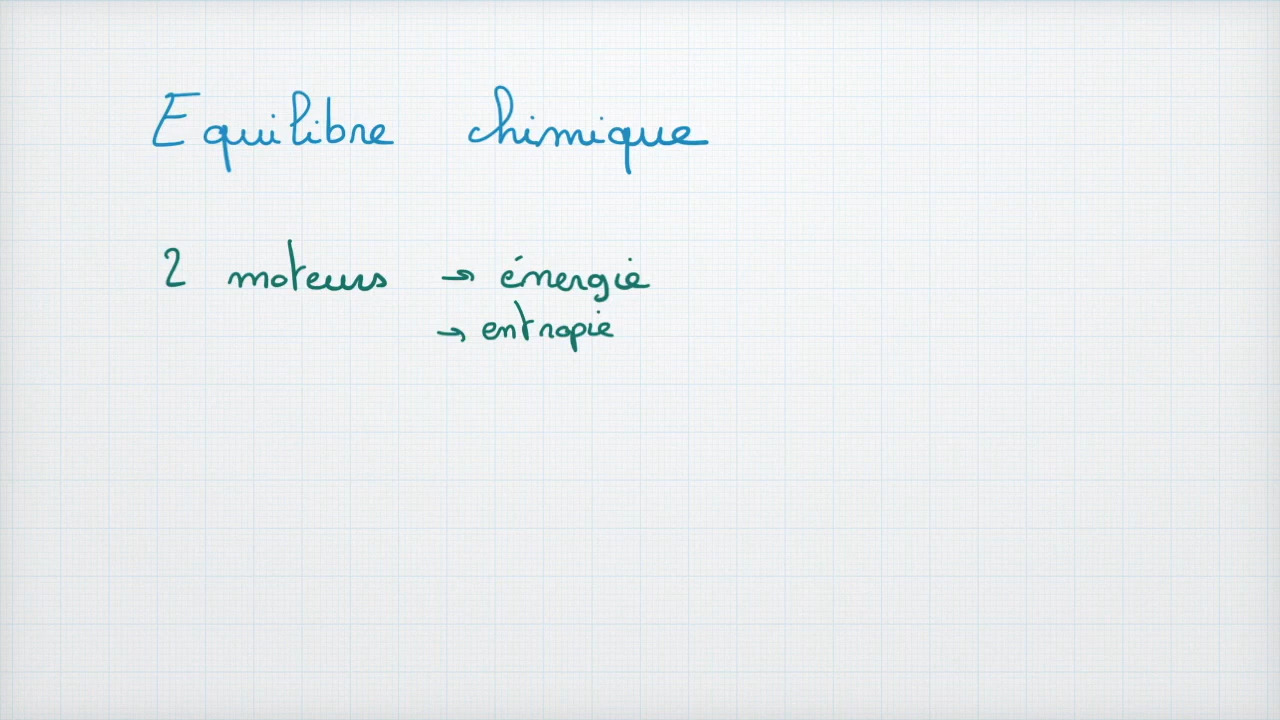 Equilibre chimique
2 moteurs → énergie
→ entropie